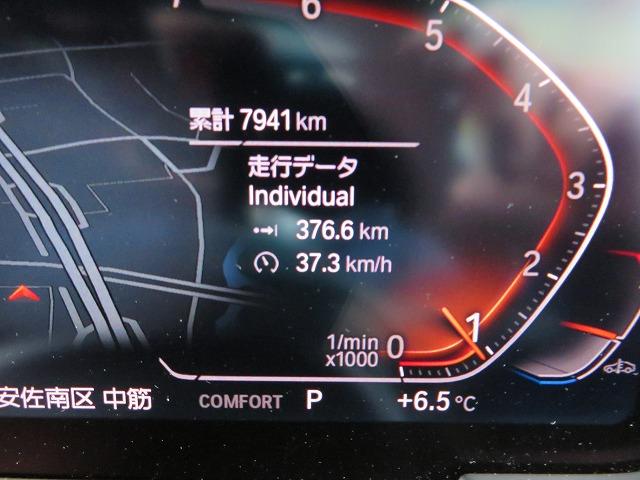 7
6
5
4
3
2
1
0
累計 7941 km
走行データ
Individual
376.6 km
37.3 km/h
1/min
x1000
安佐南区 中筋
COMFORT
P
+6.5 °C